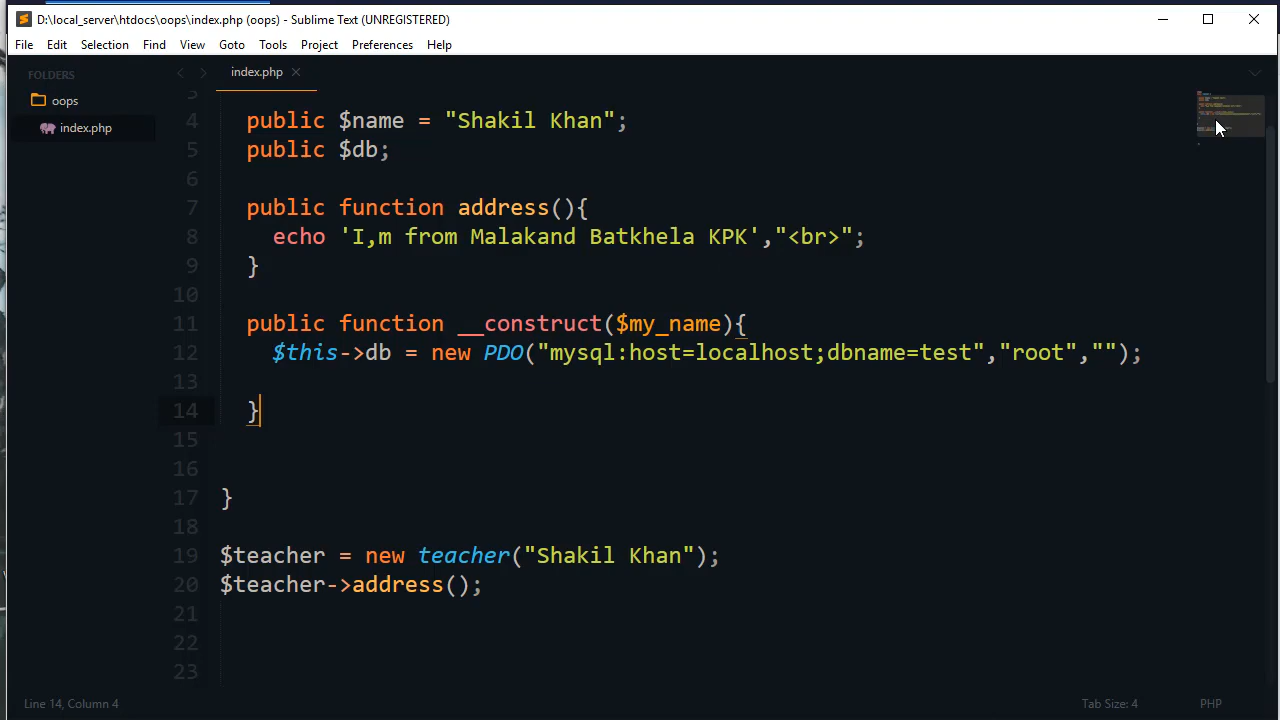 D:\local_server\htdocs\oops\index.php (oops) - Sublime Text (UNREGISTERED)
File Edit Selection Find View Goto Tools Project Preferences Help
FOLDERS
oops
index.php
index.php
3
4 public $name = "Shakil Khan";
5 public $db;
6
7 public function address(){
8 echo 'I,m from Malakand Batkhela KPK',"<br>";
9 }
10
11 public function __construct($my_name){
12 $this->db = new PDO("mysql:host=localhost;dbname=test","root","");
13
14 }
15
16
17 }
18
19 $teacher = new teacher("Shakil Khan");
20 $teacher->address();
21
22
23
Line 14, Column 4 Tab Size: 4 PHP